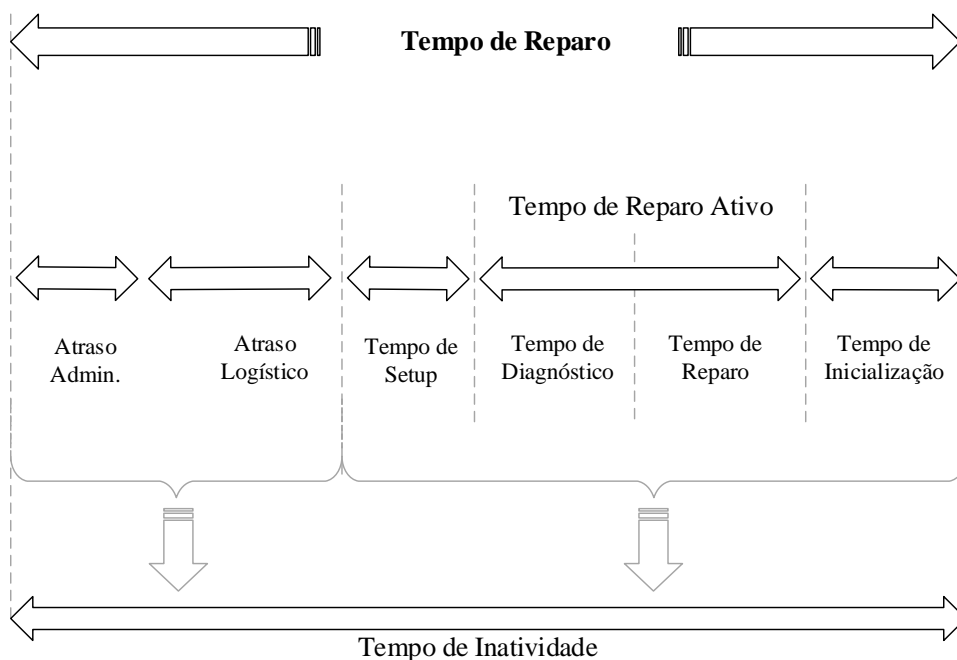 Tempo de Reparo
Tempo de Reparo Ativo
Atraso
Admin.
Atraso
Logístico
Tempo de
Setup
Tempo de
Diagnóstico
Tempo de
Reparo
Tempo de
Inicialização
Tempo de Inatividade